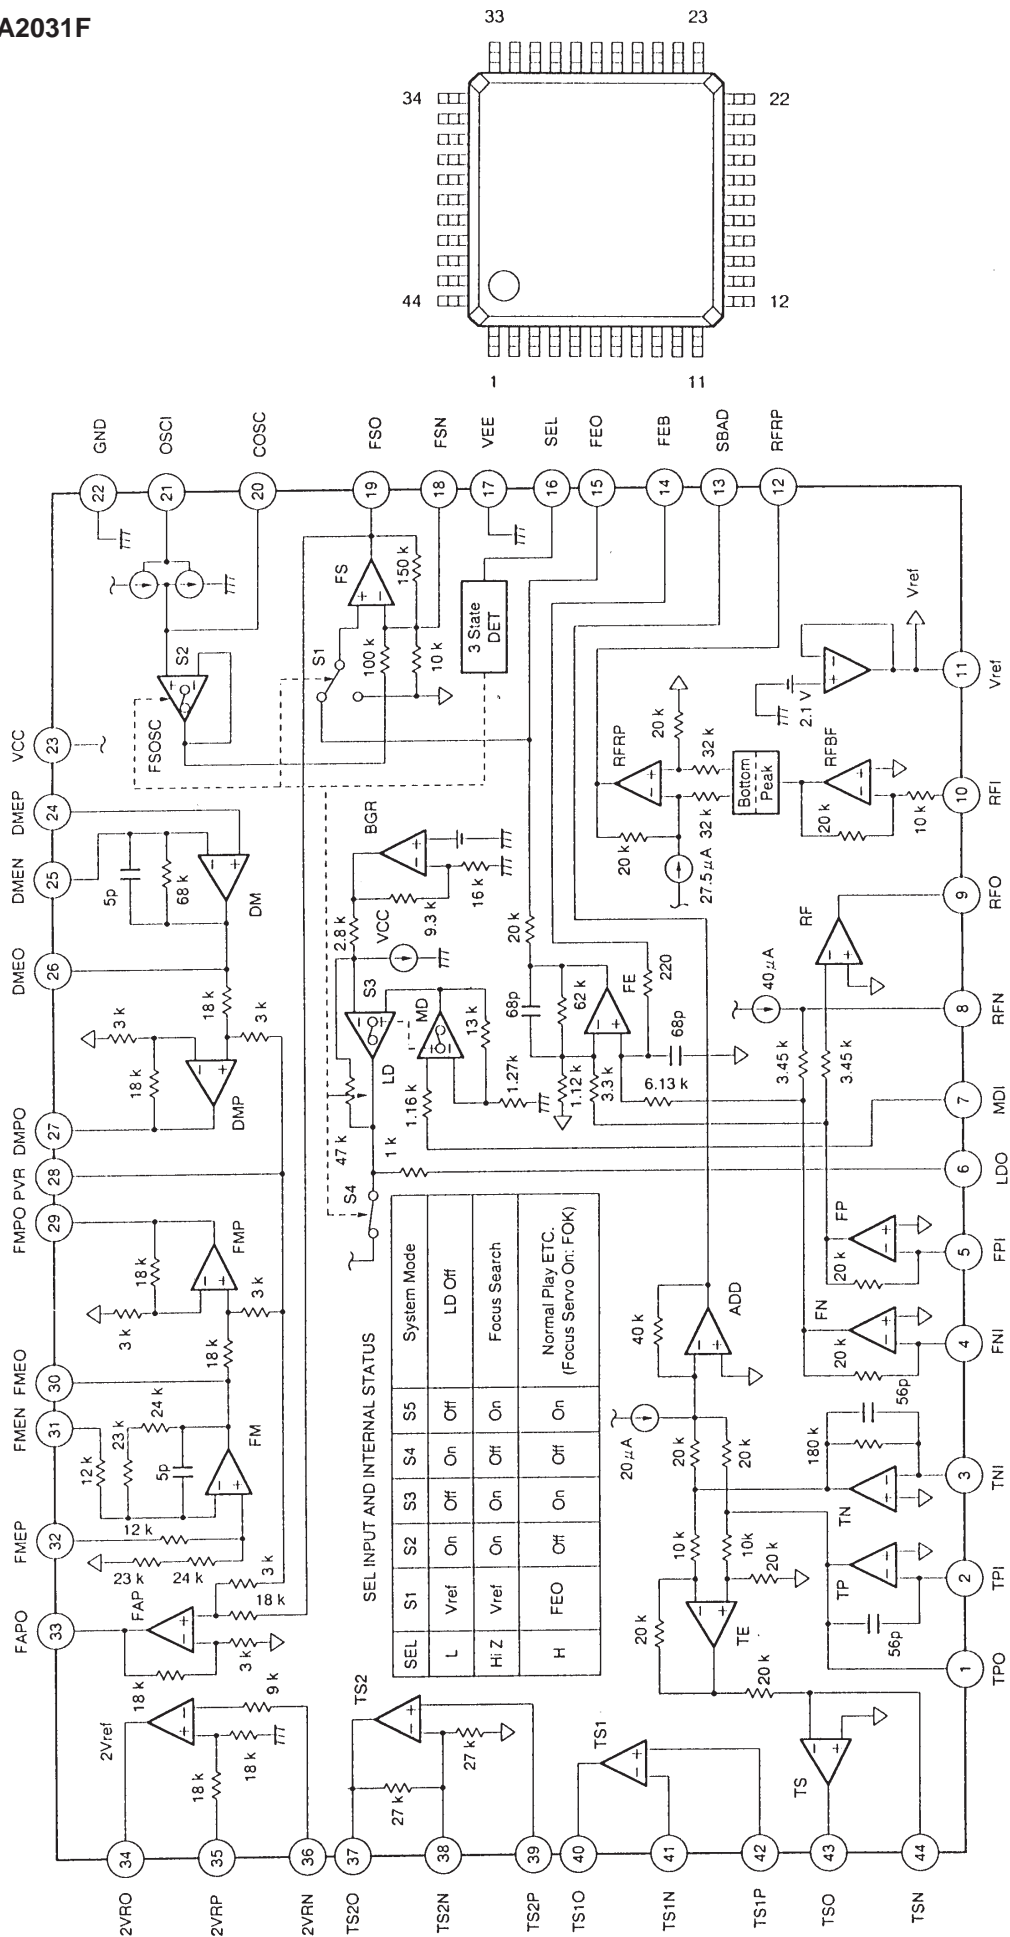 A2031F
33
23
34
22
44
12
1
11
GND
OSCI
COSC
FSO
FSN
VEE
SEL
FEO
FEB
SBAD
RFRP
22
21
20
19
18
17
16
15
14
13
12
VCC
23
DMEP
24
DMEN
25
DMEO
26
DMPO
27
PVR
28
FMPO
29
FMEO
30
FMEN
31
FMEP
32
FAPO
33
FSOSC
S2
S1
FS
150 k
100 k
10 k
3 State
DET
5p
68 k
DM
18 k
3 k
3 k
18 k
DMP
BGR
2.8 k
VCC
9.3 k
16 k
S3
LD
MD
13 k
1.16 k
1.27k
47 k
1 k
S4
20 k
68p
62 k
FE
220
68p
1.12 k
3.3 k
6.13 k
RFRP
20 k
32 k
32 k
20 k
27.5 μA
Bottom
Peak
RFBF
20 k
10 k
2.1 V
Vref
11
Vref
10
RFI
9
RFO
8
RFN
7
MDI
6
LDO
5
FPI
4
FNI
3
TNI
2
TPI
1
TPO
RF
40 μA
3.45 k
3.45 k
FP
20 k
FN
20 k
56p
180 k
TN
TP
56p
18 k
FMP
3 k
3 k
18 k
24 k
23 k
12 k
5p
FM
12 k
23 k
24 k
3 k
18 k
FAP
3 k
18 k
2Vref
9 k
18 k
18 k
SEL INPUT AND INTERNAL STATUS
SEL S1 S2 S3 S4 S5 System Mode
L Vref On Off On Off LD Off
Hi Z Vref On On Off On Focus Search
H FEO Off On Off On Normal Play ETC.
(Focus Servo On: FOK)
40 k
ADD
20 μA
20 k
20 k
10 k
10k
20 k
TE
20 k
20 k
TS
TS2
27 k
27 k
TS1
34
35
36
37
38
39
40
41
42
43
44
2VRO
2VRP
2VRN
TS2O
TS2N
TS2P
TS1O
TS1N
TS1P
TSO
TSN